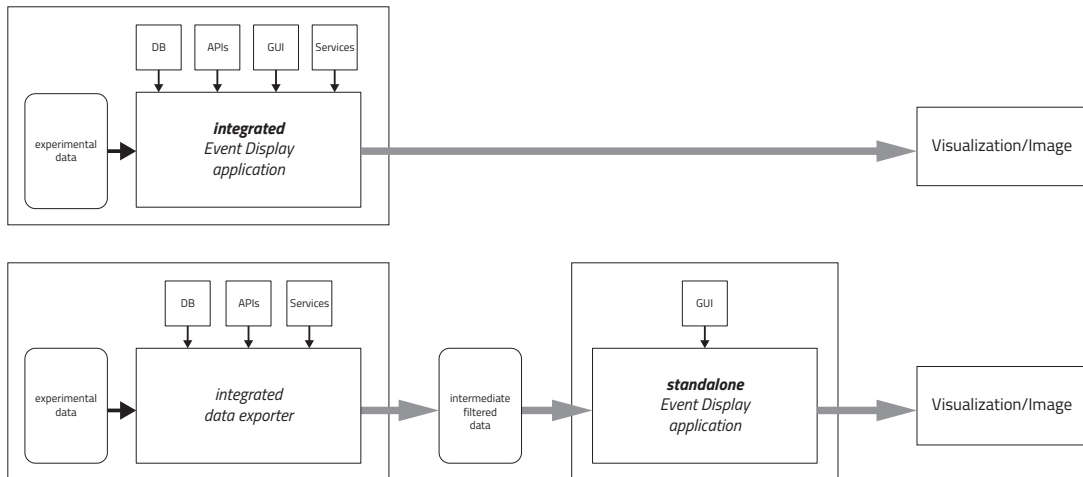 DB
APIs
GUI
Services
experimental
data
integrated
Event Display
application
Visualization/Image
DB
APIs
Services
GUI
experimental
data
integrated
data exporter
intermediate
filtered
data
standalone
Event Display
application
Visualization/Image